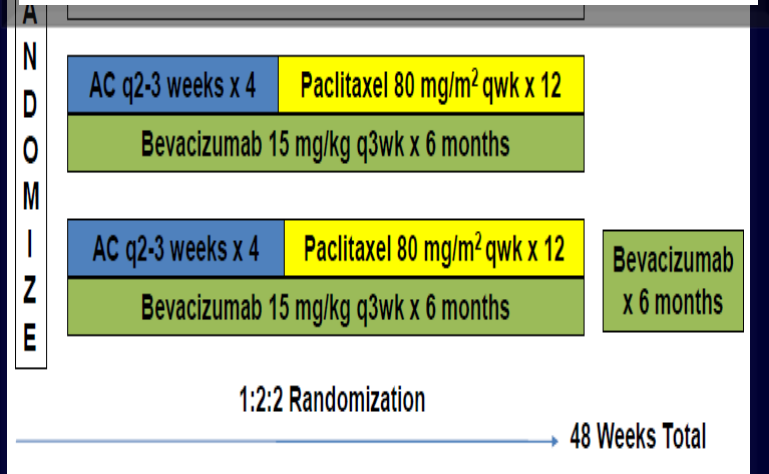 A
N
D
O
M
I
Z
E
AC q2-3 weeks x 4
Paclitaxel 80 mg/m² qwk x 12
Bevacizumab 15 mg/kg q3wk x 6 months
AC q2-3 weeks x 4
Paclitaxel 80 mg/m² qwk x 12
Bevacizumab 15 mg/kg q3wk x 6 months
Bevacizumab
x 6 months
1:2:2 Randomization
48 Weeks Total